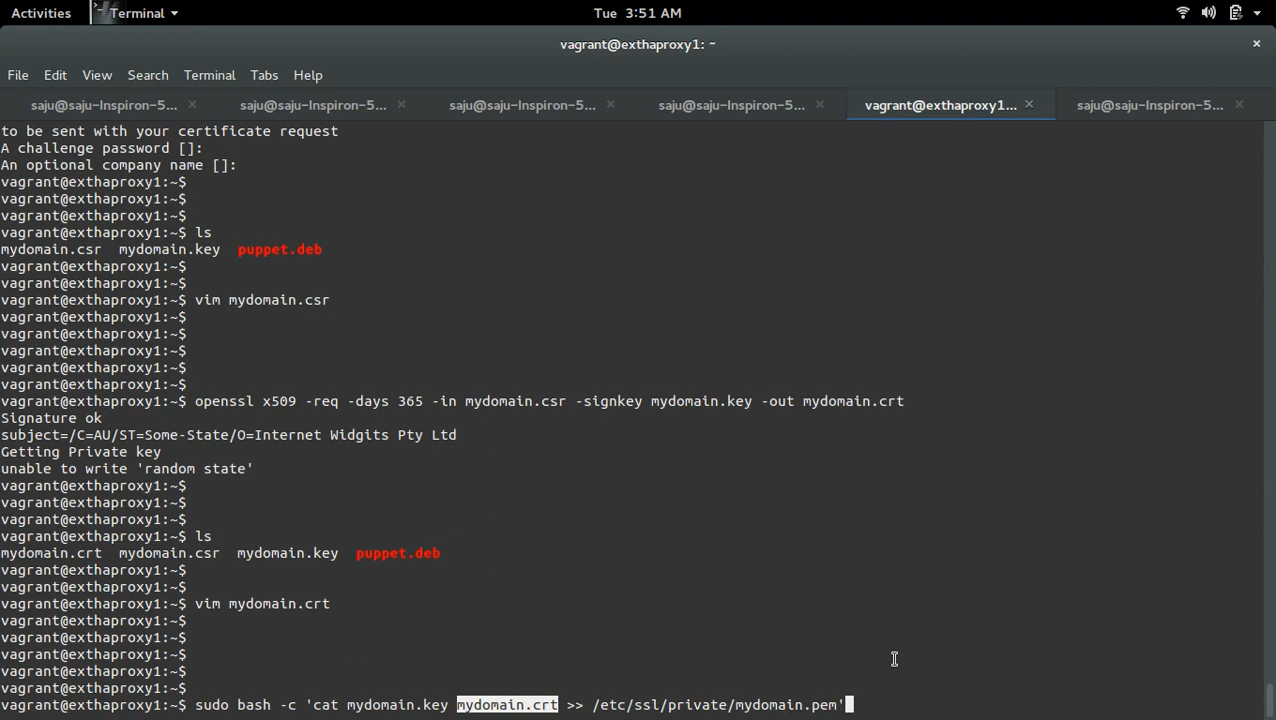 Activities Terminal Tue 3:51 AM
vagrant@exthaproxy1: ~
File Edit View Search Terminal Tabs Help
saju@saju-Inspiron-5... saju@saju-Inspiron-5... saju@saju-Inspiron-5... saju@saju-Inspiron-5... vagrant@exthaproxy1... saju@saju-Inspiron-5...
to be sent with your certificate request
A challenge password []:
An optional company name []:
vagrant@exthaproxy1:~$
vagrant@exthaproxy1:~$
vagrant@exthaproxy1:~$
vagrant@exthaproxy1:~$ ls
mydomain.csr mydomain.key puppet.deb
vagrant@exthaproxy1:~$
vagrant@exthaproxy1:~$
vagrant@exthaproxy1:~$ vim mydomain.csr
vagrant@exthaproxy1:~$
vagrant@exthaproxy1:~$
vagrant@exthaproxy1:~$
vagrant@exthaproxy1:~$
vagrant@exthaproxy1:~$
vagrant@exthaproxy1:~$ openssl x509 -req -days 365 -in mydomain.csr -signkey mydomain.key -out mydomain.crt
Signature ok
subject=/C=AU/ST=Some-State/O=Internet Widgits Pty Ltd
Getting Private key
unable to write 'random state'
vagrant@exthaproxy1:~$
vagrant@exthaproxy1:~$
vagrant@exthaproxy1:~$
vagrant@exthaproxy1:~$ ls
mydomain.crt mydomain.csr mydomain.key puppet.deb
vagrant@exthaproxy1:~$
vagrant@exthaproxy1:~$
vagrant@exthaproxy1:~$ vim mydomain.crt
vagrant@exthaproxy1:~$
vagrant@exthaproxy1:~$
vagrant@exthaproxy1:~$
vagrant@exthaproxy1:~$
vagrant@exthaproxy1:~$
vagrant@exthaproxy1:~$ sudo bash -c 'cat mydomain.key mydomain.crt >> /etc/ssl/private/mydomain.pem'